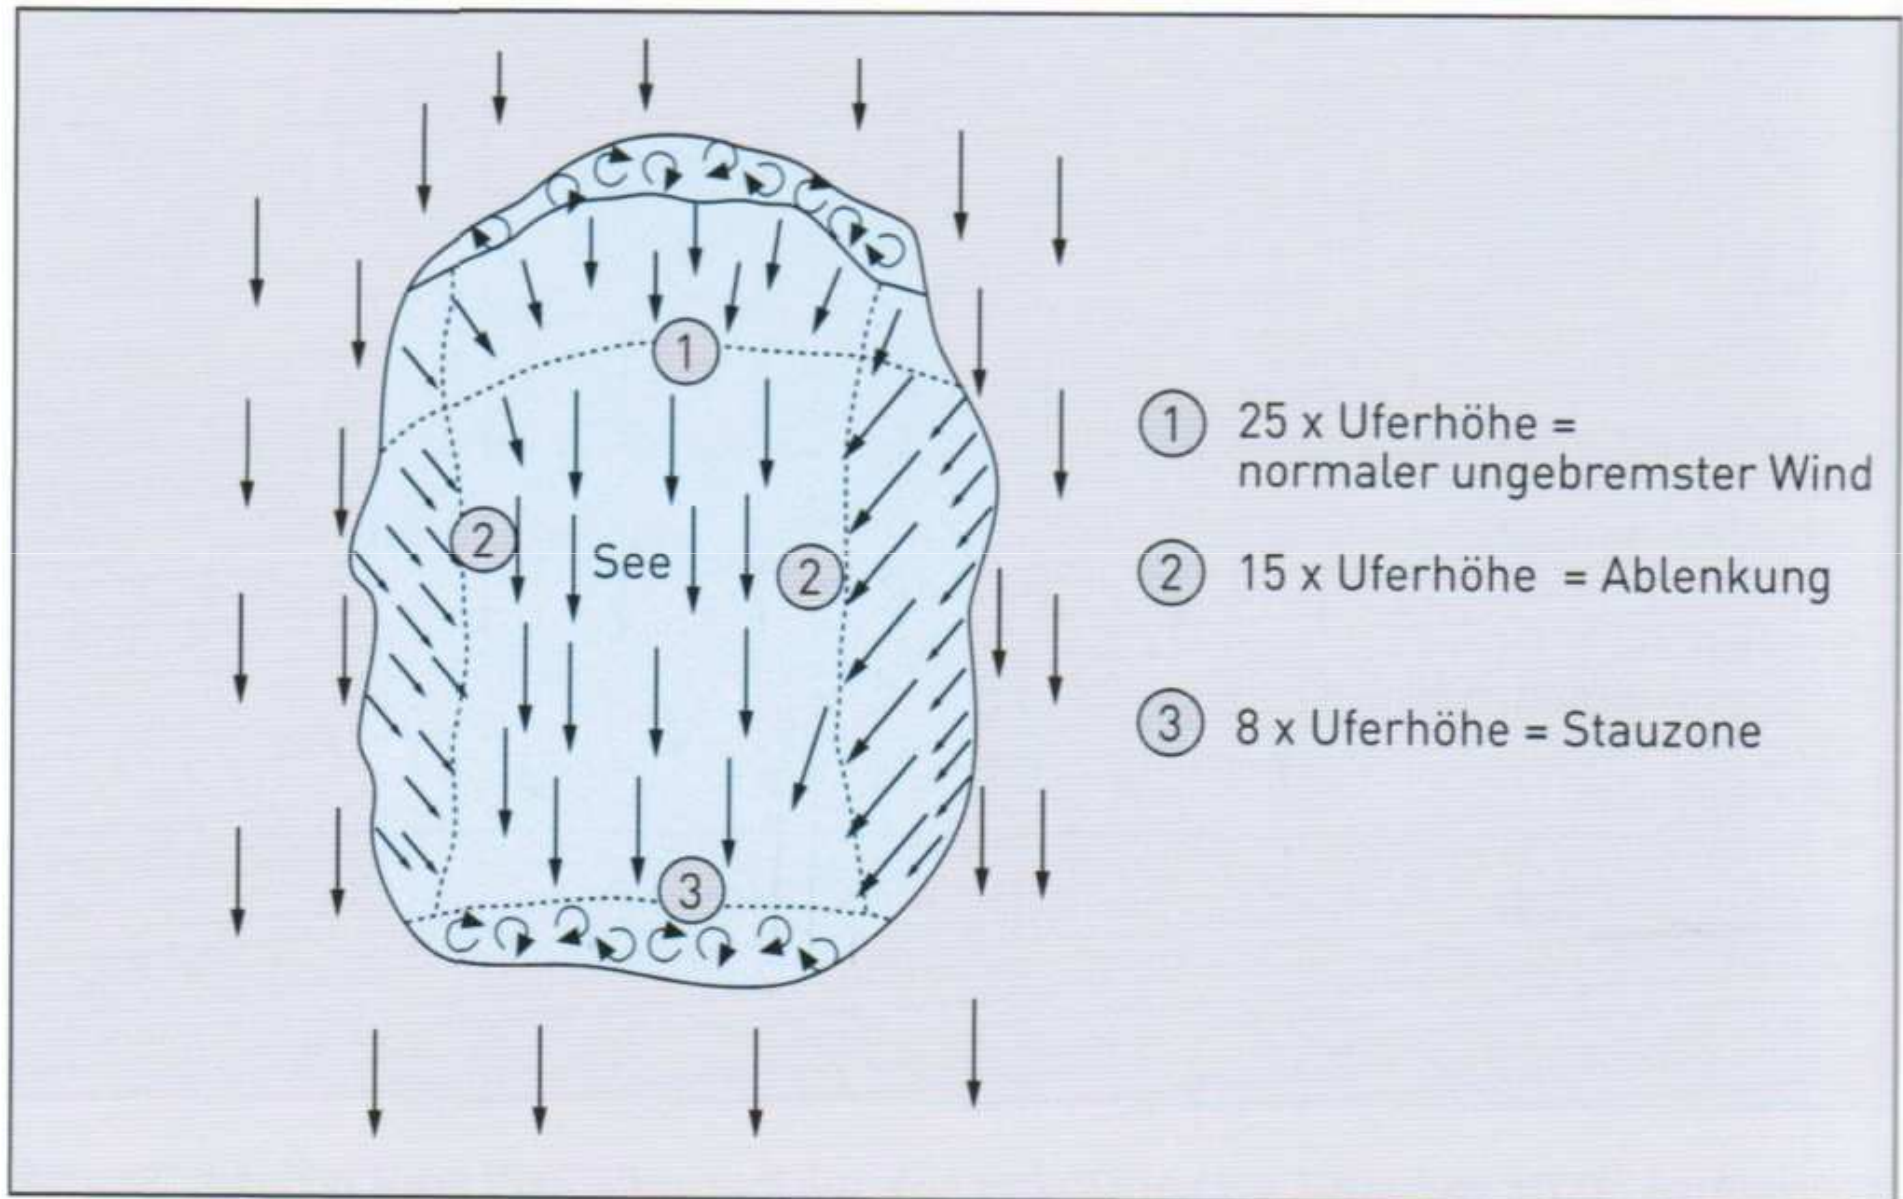 1
2
See
2
3
1 25 x Uferhöhe =
normaler ungebremster Wind
2 15 x Uferhöhe = Ablenkung
3 8 x Uferhöhe = Stauzone